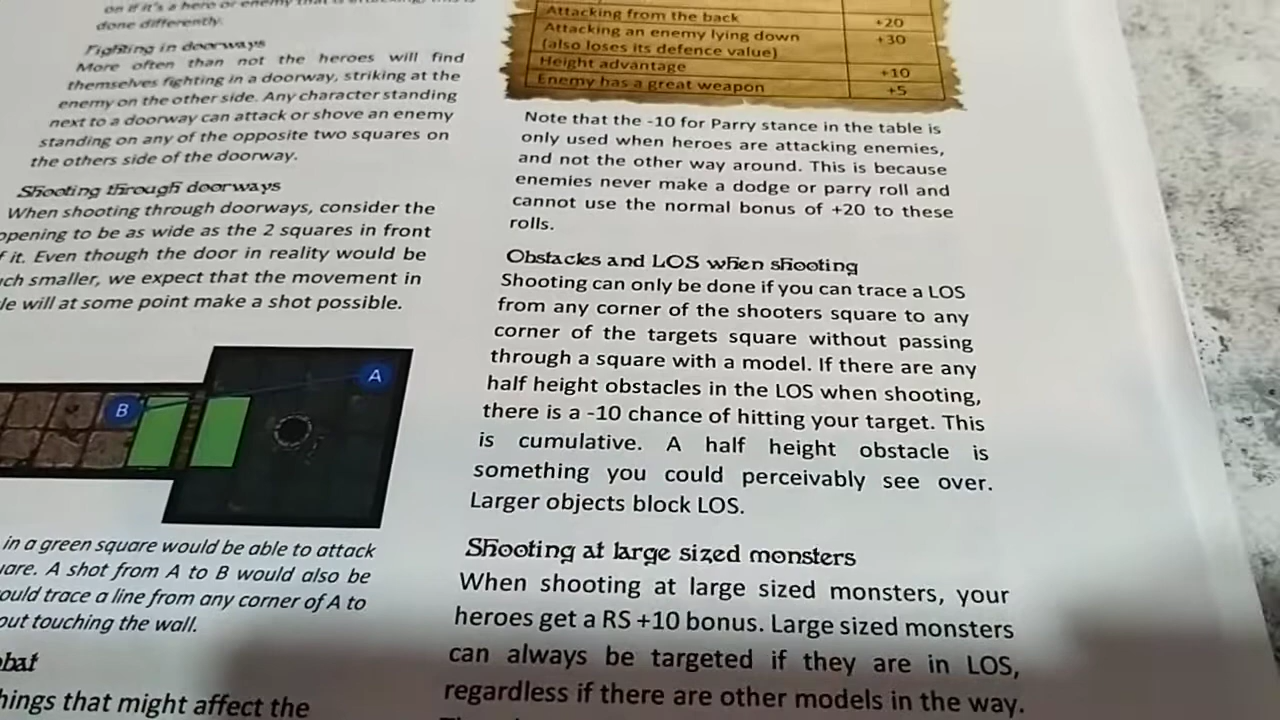 on if it's a hero or enemy that is attacking, this is
done differently.
Fighting in doorways
More often than not the heroes will find
themselves fighting in a doorway, striking at the
enemy on the other side. Any character standing
next to a doorway can attack or shove an enemy
standing on any of the opposite two squares on
the others side of the doorway.
Shooting through doorways
When shooting through doorways, consider the
opening to be as wide as the 2 squares in front
f it. Even though the door in reality would be
ch smaller, we expect that the movement in
le will at some point make a shot possible.
A
B
in a green square would be able to attack
are. A shot from A to B would also be
ould trace a line from any corner of A to
out touching the wall.
bat
hings that might affect the
Attacking from the back +20
Attacking an enemy lying down +30
(also loses its defence value)
Height advantage +10
Enemy has a great weapon +5
Note that the -10 for Parry stance in the table is
only used when heroes are attacking enemies,
and not the other way around. This is because
enemies never make a dodge or parry roll and
cannot use the normal bonus of +20 to these
rolls.
Obstacles and LOS when shooting
Shooting can only be done if you can trace a LOS
from any corner of the shooters square to any
corner of the targets square without passing
through a square with a model. If there are any
half height obstacles in the LOS when shooting,
there is a -10 chance of hitting your target. This
is cumulative. A half height obstacle is
something you could perceivably see over.
Larger objects block LOS.
Shooting at large sized monsters
When shooting at large sized monsters, your
heroes get a RS +10 bonus. Large sized monsters
can always be targeted if they are in LOS,
regardless if there are other models in the way.